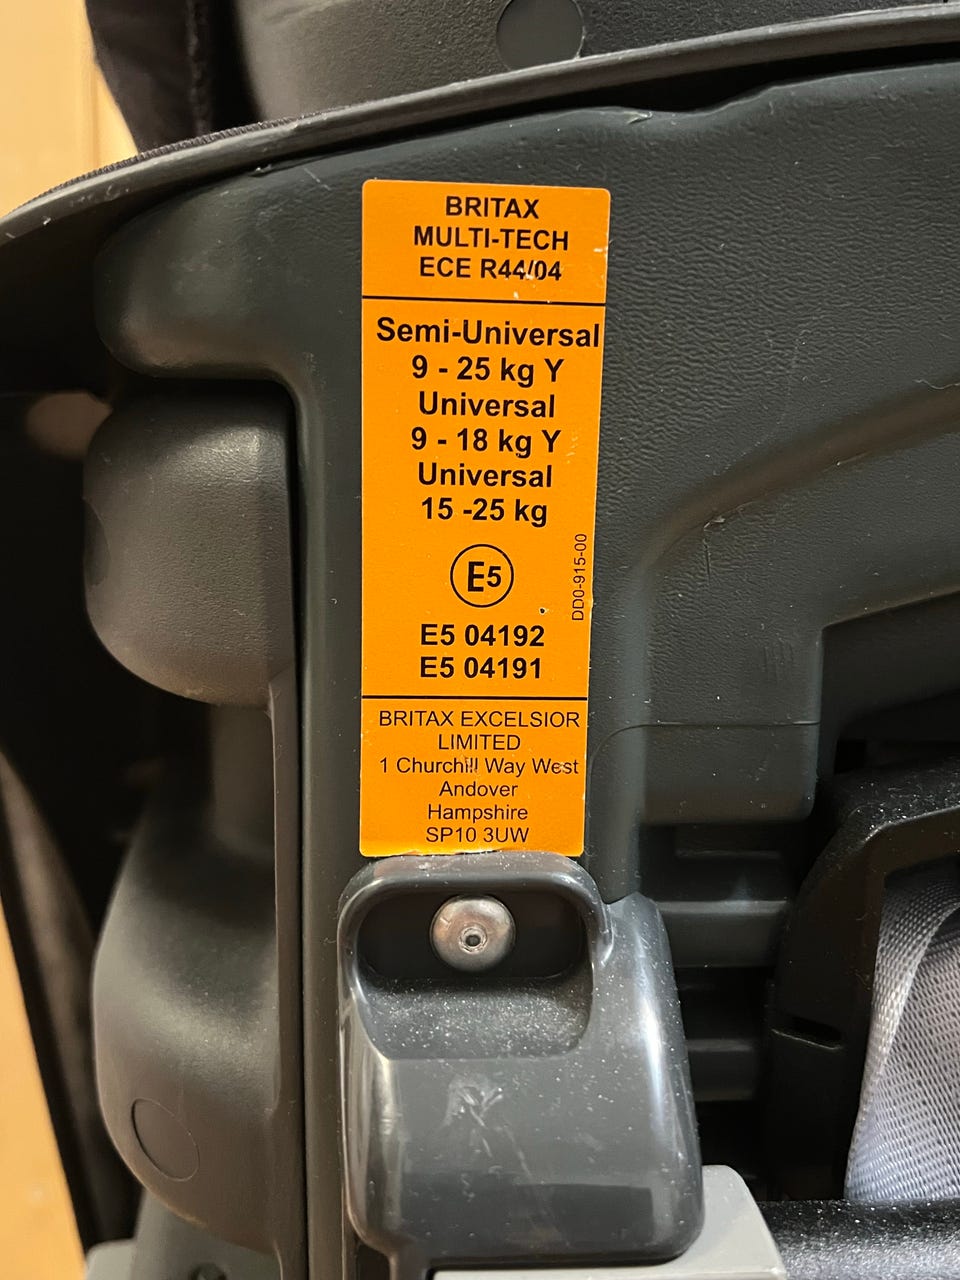 BRITAX
MULTI-TECH
ECE R44/04
Semi-Universal
9 - 25 kg Y
Universal
9 - 18 kg Y
Universal
15 -25 kg
E5
DD0-915-00
E5 04192
E5 04191
BRITAX EXCELSIOR
LIMITED
1 Churchill Way West
Andover
Hampshire
SP10 3UW